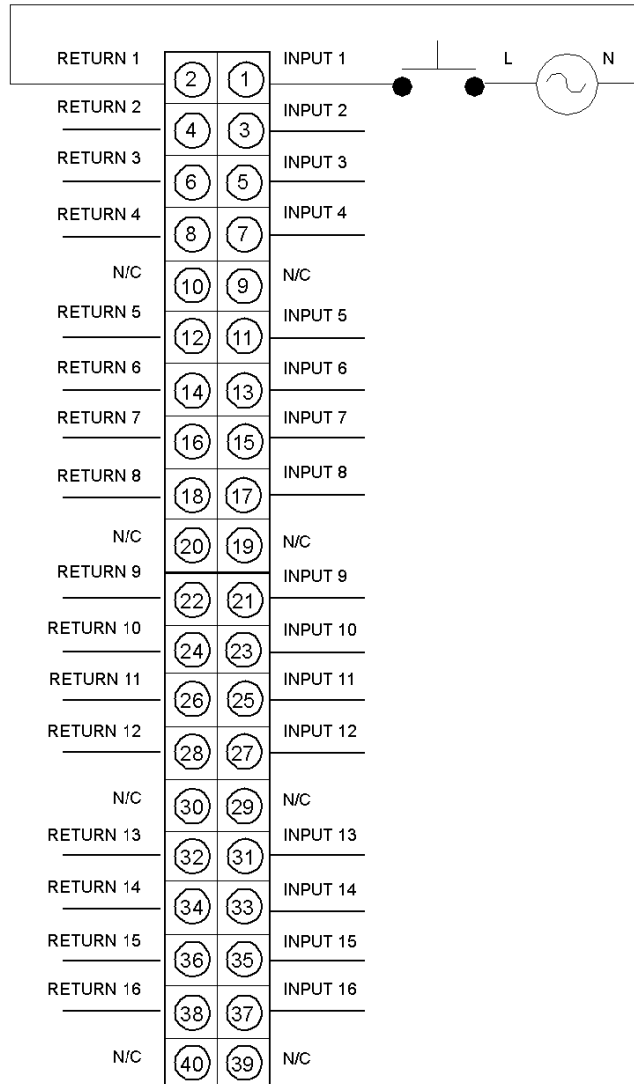 RETURN 1 2 1 INPUT 1 L N
RETURN 2 4 3 INPUT 2
RETURN 3 6 5 INPUT 3
RETURN 4 8 7 INPUT 4
N/C 10 9 N/C
RETURN 5 12 11 INPUT 5
RETURN 6 14 13 INPUT 6
RETURN 7 16 15 INPUT 7
RETURN 8 18 17 INPUT 8
N/C 20 19 N/C
RETURN 9 22 21 INPUT 9
RETURN 10 24 23 INPUT 10
RETURN 11 26 25 INPUT 11
RETURN 12 28 27 INPUT 12
N/C 30 29 N/C
RETURN 13 32 31 INPUT 13
RETURN 14 34 33 INPUT 14
RETURN 15 36 35 INPUT 15
RETURN 16 38 37 INPUT 16
N/C 40 39 N/C